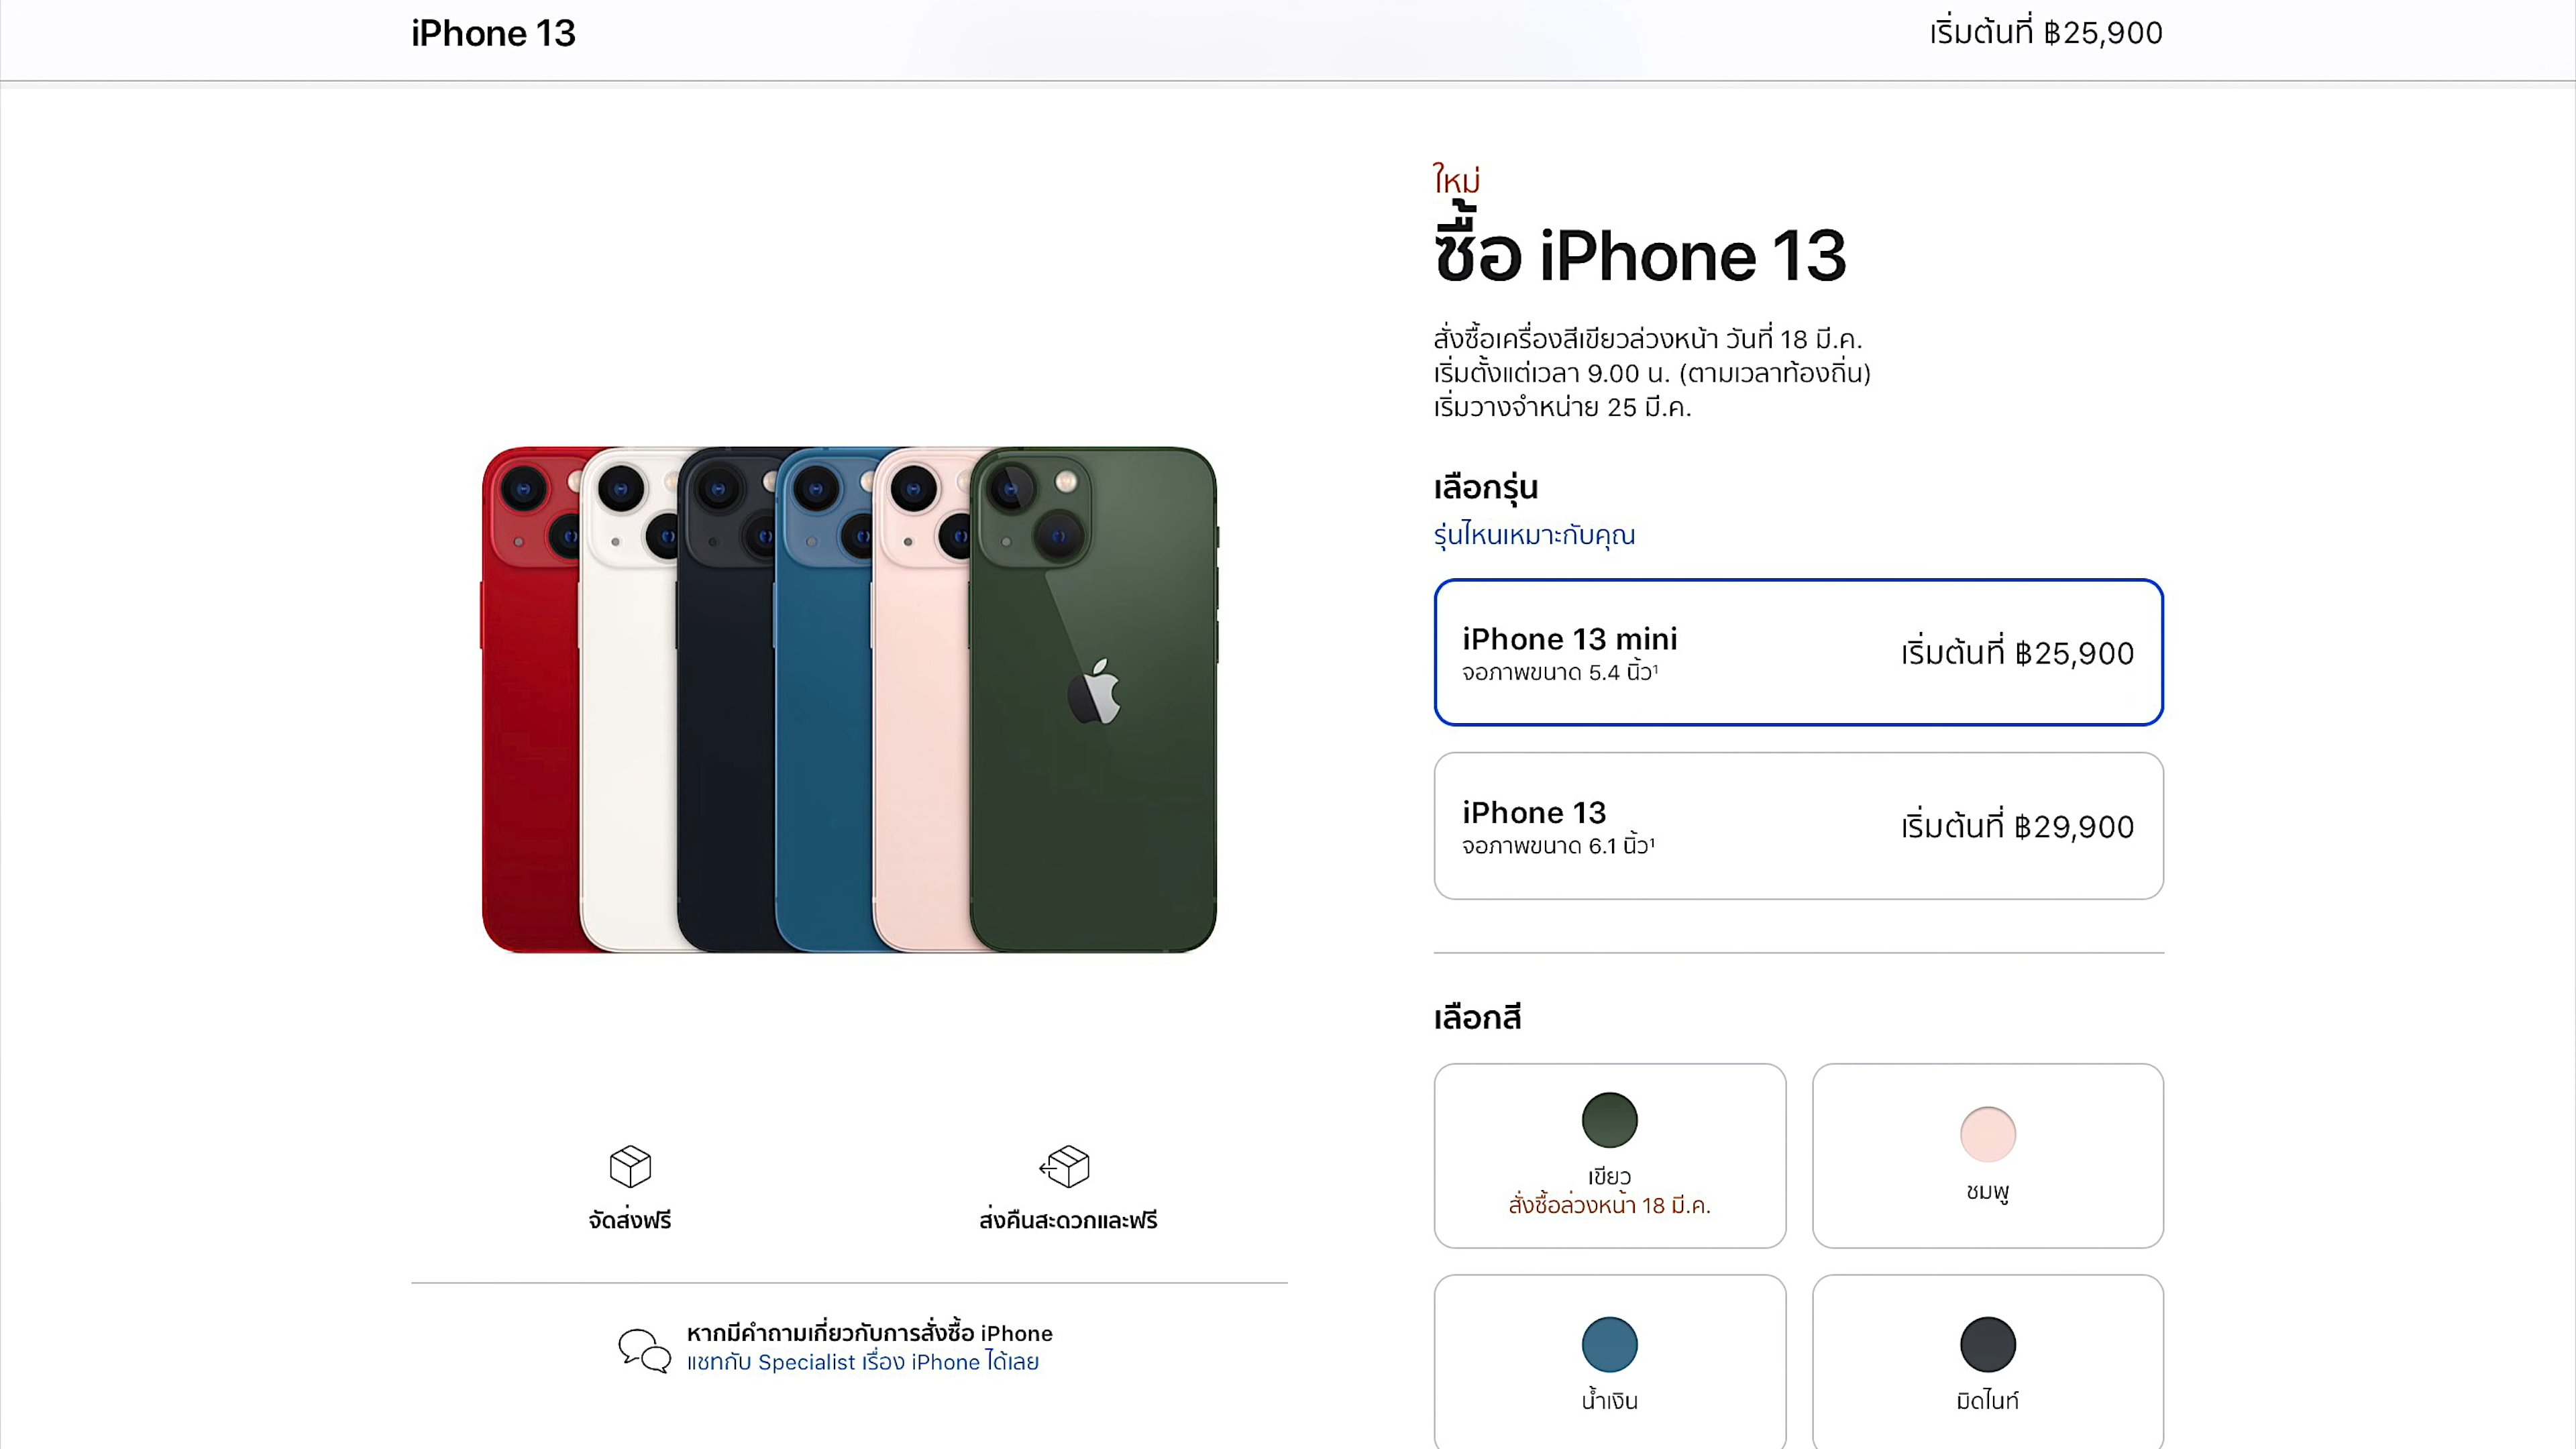 iPhone 13
เริ่มต้นที่ ฿25,900
ใหม่
ซื้อ iPhone 13
สั่งซื้อเครื่องสีเขียวล่วงหน้า วันที่ 18 มี.ค.
เริ่มตั้งแต่เวลา 9.00 น. (ตามเวลาท้องถิ่น)
เริ่มวางจำหน่าย 25 มี.ค.
เลือกรุ่น
รุ่นไหนเหมาะกับคุณ
iPhone 13 mini
จอภาพขนาด 5.4 นิ้ว¹
เริ่มต้นที่ ฿25,900
iPhone 13
จอภาพขนาด 6.1 นิ้ว¹
เริ่มต้นที่ ฿29,900
เลือกสี
เขียว
สั่งซื้อล่วงหน้า 18 มี.ค.
ชมพู
น้ำเงิน
มิดไนท์
จัดส่งฟรี
ส่งคืนสะดวกและฟรี
หากมีคำถามเกี่ยวกับการสั่งซื้อ iPhone
แชทกับ Specialist เรื่อง iPhone ได้เลย